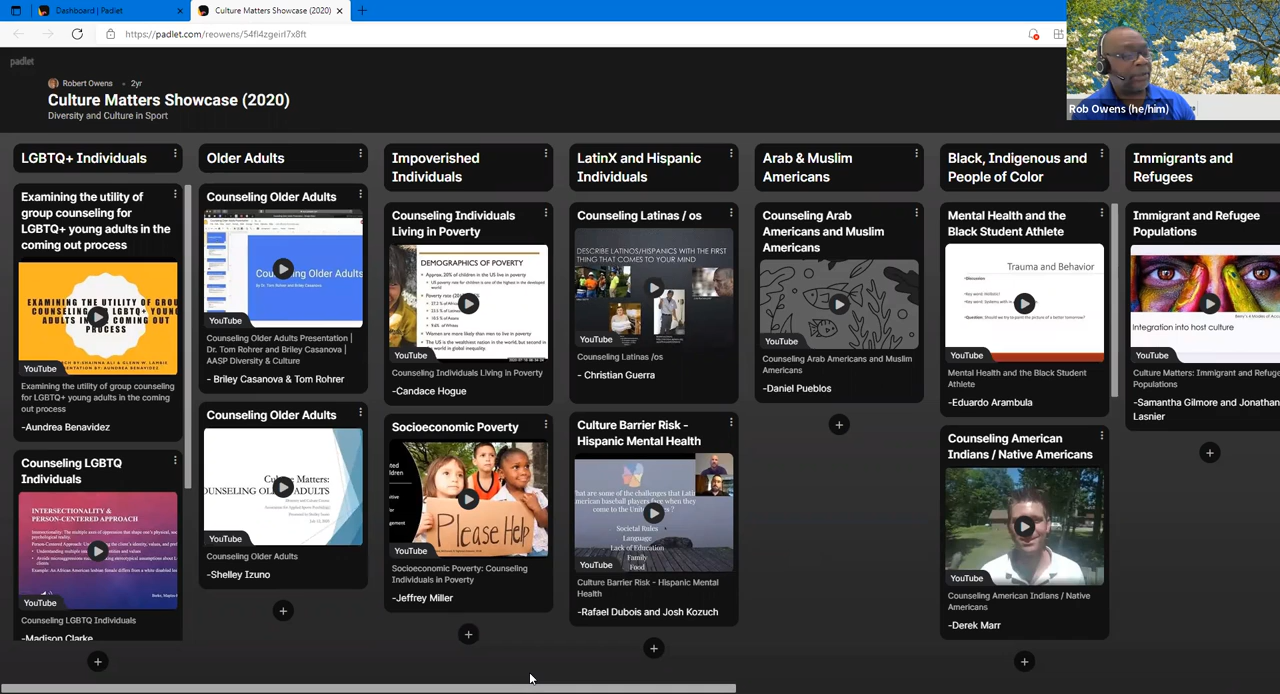 Dashboard | Padlet
Culture Matters Showcase (2020)
https://padlet.com/reowens/54fl4zgeirl7x8ft
Rob Owens (he/him)
padlet
Robert Owens • 2yr
Culture Matters Showcase (2020)
Diversity and Culture in Sport
LGBTQ+ Individuals
Examining the utility of
group counseling for
LGBTQ+ young adults in the
coming out process
YouTube
Examining the utility of group counseling
for LGBTQ+ young adults in the coming
out process
-Aundrea Benavidez
Counseling LGBTQ
Individuals
INTERSECTIONALITY &
PERSON-CENTERED APPROACH
YouTube
Counseling LGBTQ Individuals
-Madison Clarke
Older Adults
Counseling Older Adults
Counseling Older Adults
by Dr. Tom Rohrer and Briley Casanova
YouTube
Counseling Older Adults Presentation |
Dr. Tom Rohrer and Briley Casanova |
AASP Diversity & Culture
- Briley Casanova & Tom Rohrer
Counseling Older Adults
YouTube
Counseling Older Adults
-Shelley Izuno
Impoverished
Individuals
Counseling Individuals
Living in Poverty
DEMOGRAPHICS OF POVERTY
YouTube
Counseling Individuals Living in Poverty
-Candace Hogue
Socioeconomic Poverty
Please Help
YouTube
Socioeconomic Poverty: Counseling
Individuals in Poverty
-Jeffrey Miller
LatinX and Hispanic
Individuals
Counseling Latinas / os
DESCRIBE LATINOS/HISPANICS WITH THE FIRST
THING THAT COMES TO YOUR MIND
YouTube
Counseling Latinas /os
- Christian Guerra
Culture Barrier Risk -
Hispanic Mental Health
Societal Rules
Language
Lack of Education
Family
Food
YouTube
Culture Barrier Risk - Hispanic Mental
Health
-Rafael Dubois and Josh Kozuch
Arab & Muslim
Americans
Counseling Arab
Americans and Muslim
Americans
YouTube
Counseling Arab Americans and Muslim
Americans
-Daniel Pueblos
Black, Indigenous and
People of Color
Mental Health and the
Black Student Athlete
Trauma and Behavior
YouTube
Mental Health and the Black Student
Athlete
-Eduardo Arambula
Counseling American
Indians / Native Americans
YouTube
Counseling American Indians / Native
Americans
-Derek Marr
Immigrants and
Refugees
Immigrant and Refugee
Populations
Integration into host culture
YouTube
Culture Matters: Immigrant and Refuge
Populations
-Samantha Gilmore and Jonathan
Lasnier